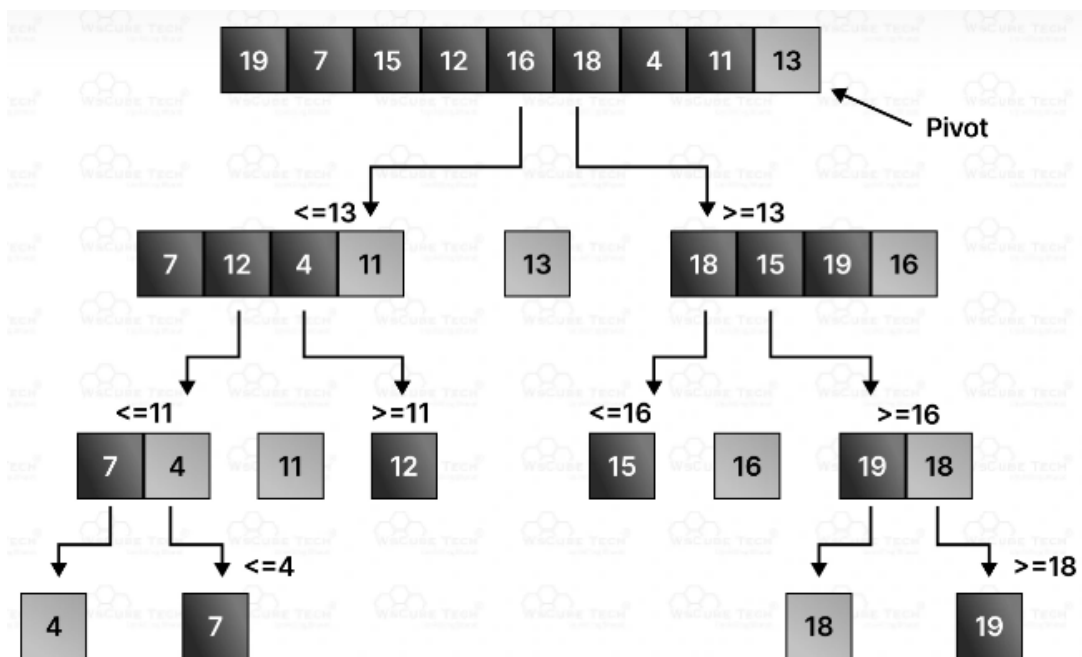 19 7 15 12 16 18 4 11 13
Pivot
<=13 >=13
7 12 4 11 13 18 15 19 16
<=11 >=11 <=16 >=16
7 4 11 12 15 16 19 18
<=4 >=18
4 7 18 19
WSCUBE TECH